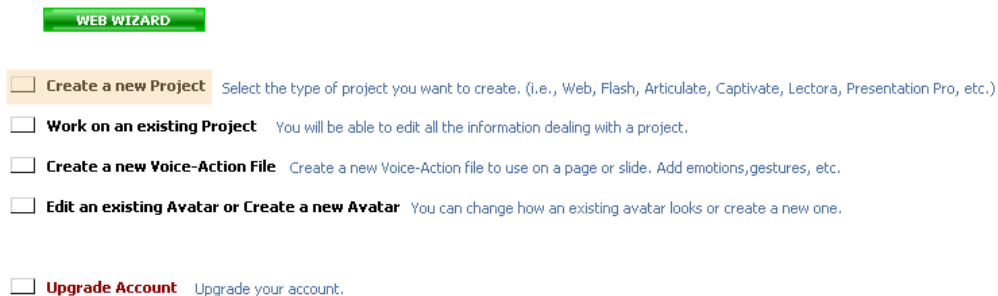 WEB WIZARD
Create a new Project Select the type of project you want to create. (i.e., Web, Flash, Articulate, Captivate, Lectora, Presentation Pro, etc.)
Work on an existing Project You will be able to edit all the information dealing with a project.
Create a new Voice-Action File Create a new Voice-Action file to use on a page or slide. Add emotions,gestures, etc.
Edit an existing Avatar or Create a new Avatar You can change how an existing avatar looks or create a new one.
Upgrade Account Upgrade your account.